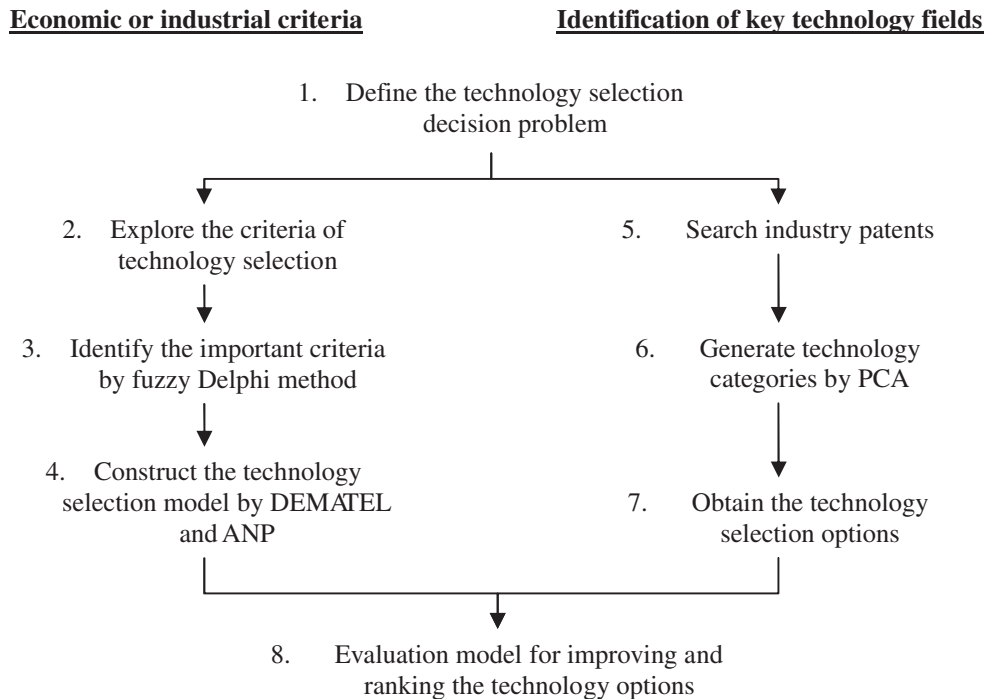 Economic or industrial criteria
Identification of key technology fields
1. Define the technology selection
decision problem
2. Explore the criteria of
technology selection
3. Identify the important criteria
by fuzzy Delphi method
4. Construct the technology
selection model by DEMATEL
and ANP
5. Search industry patents
6. Generate technology
categories by PCA
7. Obtain the technology
selection options
8. Evaluation model for improving and
ranking the technology options